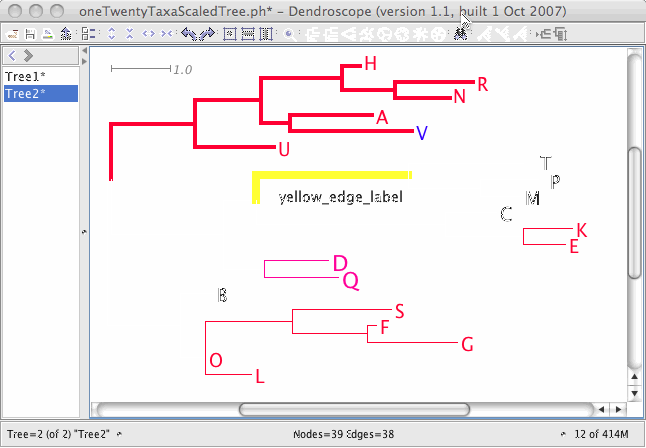 oneTwentyTaxaScaledTree.ph* – Dendroscope (version 1.1, built 1 Oct 2007)
Tree1*
Tree2*
1.0
H
R
N
A
V
U
yellow_edge_label
T
P
M
C
K
E
D
Q
B
S
F
G
O
L
Tree=2 (of 2) "Tree2" Nodes=39 Edges=38 12 of 414M